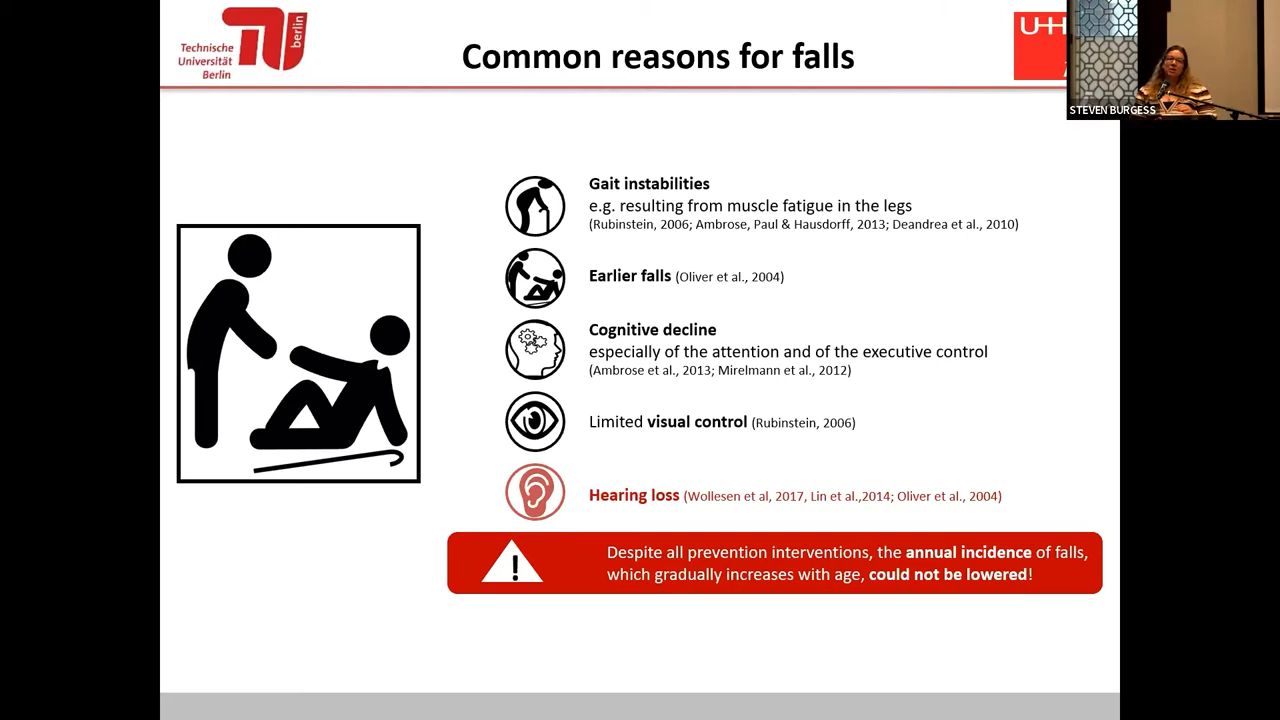 Technische
Universität
Berlin
berlin
Common reasons for falls
UH
STEVEN BURGESS
Gait instabilities
e.g. resulting from muscle fatigue in the legs
(Rubinstein, 2006; Ambrose, Paul & Hausdorff, 2013; Deandrea et al., 2010)
Earlier falls (Oliver et al., 2004)
Cognitive decline
especially of the attention and of the executive control
(Ambrose et al., 2013; Mirelmann et al., 2012)
Limited visual control (Rubinstein, 2006)
Hearing loss (Wollesen et al, 2017, Lin et al.,2014; Oliver et al., 2004)
!
Despite all prevention interventions, the annual incidence of falls,
which gradually increases with age, could not be lowered!